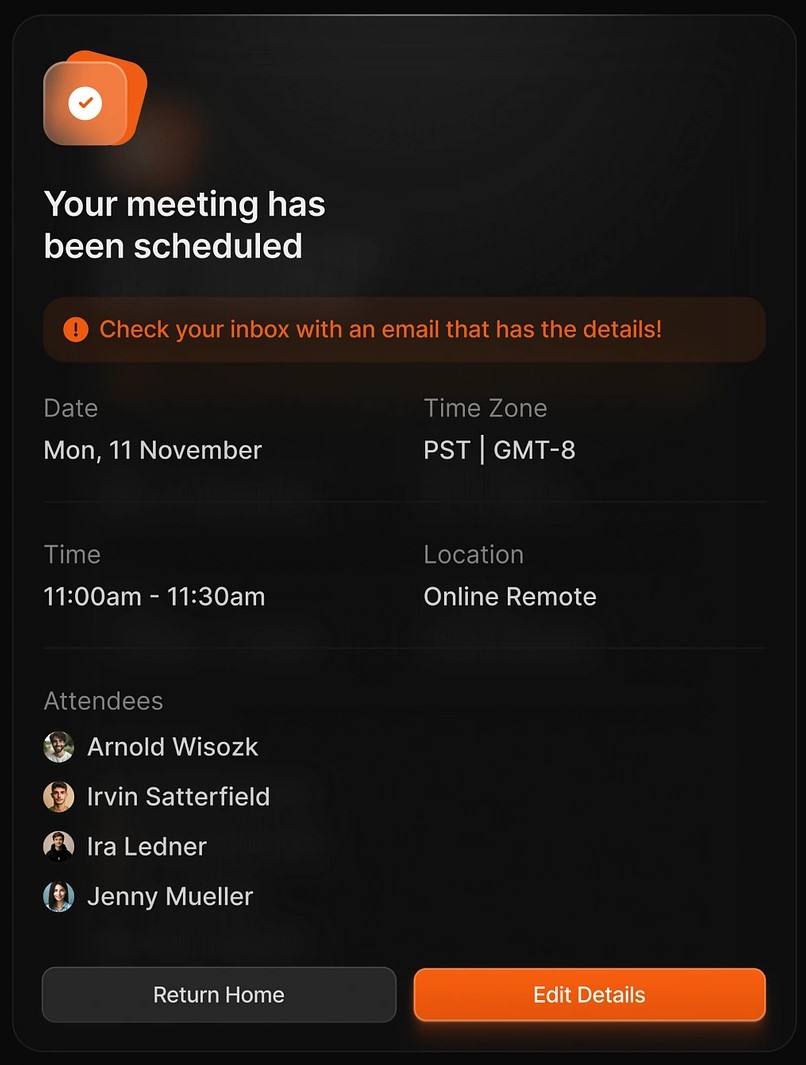 Your meeting has
been scheduled
Check your inbox with an email that has the details!
Date
Mon, 11 November
Time Zone
PST | GMT-8
Time
11:00am - 11:30am
Location
Online Remote
Attendees
Arnold Wisozk
Irvin Satterfield
Ira Ledner
Jenny Mueller
Return Home
Edit Details